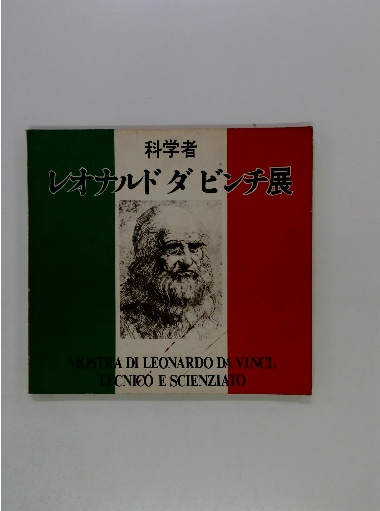 科学者
レオナルド ダ ビンチ展
MOSTRA DI LEONARDO DA VINCI,
TECNICO E SCIENZIATO